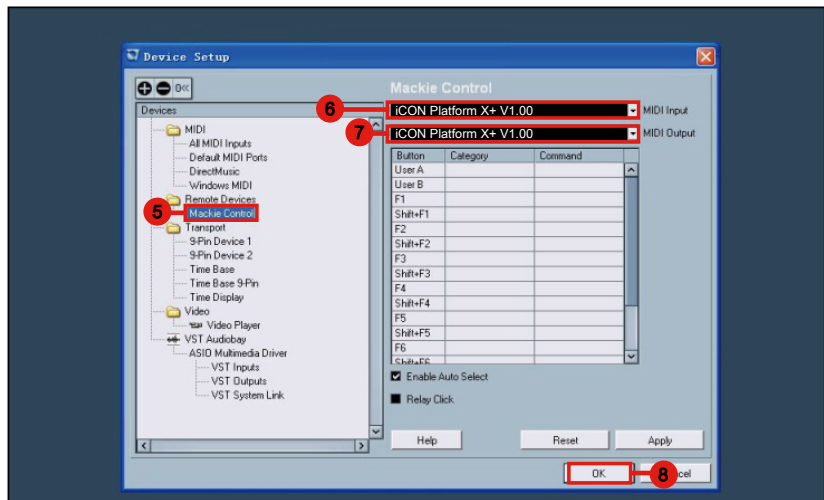 Device Setup
Mackie Control
Devices
6
iCON Platform X+ V1.00
MIDI Input
7
iCON Platform X+ V1.00
MIDI Output
MIDI
All MIDI Inputs
Default MIDI Ports
DirectMusic
Windows MIDI
Remote Devices
5
Mackie Control
Transport
9-Pin Device 1
9-Pin Device 2
Time Base
Time Base 9-Pin
Time Display
Video
Video Player
VST Audiobay
ASIO Multimedia Driver
VST Inputs
VST Outputs
VST System Link
Button Category Command
User A
User B
F1
Shift+F1
F2
Shift+F2
F3
Shift+F3
F4
Shift+F4
F5
Shift+F5
F6
Shift+F6
Enable Auto Select
Relay Click
Help Reset Apply
OK
8
cel